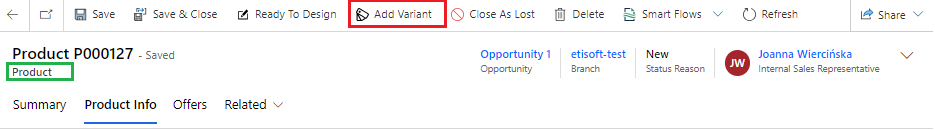 Save Save & Close Ready To Design Add Variant Close As Lost Delete Smart Flows Refresh Share
Product P000127 - Saved
Product
Opportunity 1
Opportunity
etisoft-test
Branch
New
Status Reason
JW
Joanna Wiercińska
Internal Sales Representative
Summary Product Info Offers Related